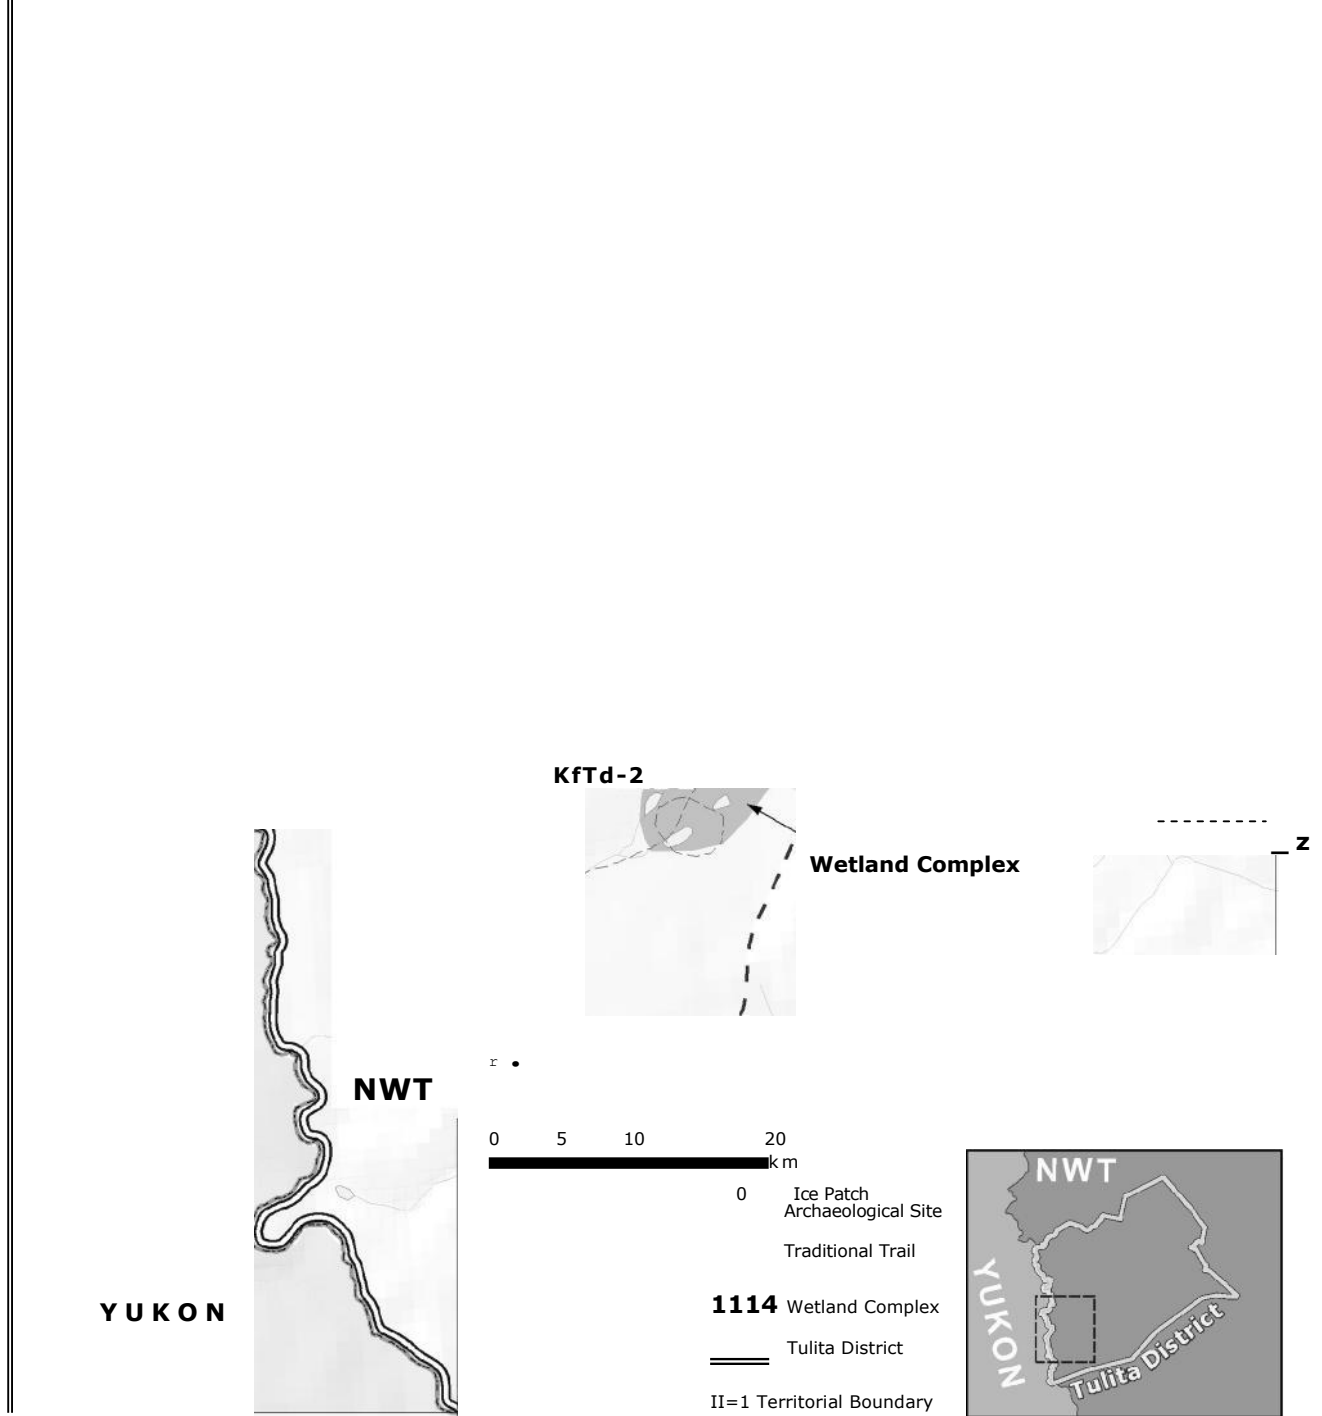 KfTd-2
Wetland Complex
z
r •
NWT
0 5 10 20
km
0 Ice Patch
Archaeological Site
Traditional Trail
1114 Wetland Complex
Tulita District
II=1 Territorial Boundary
YUKON
NWT
YUKON
Tulita District